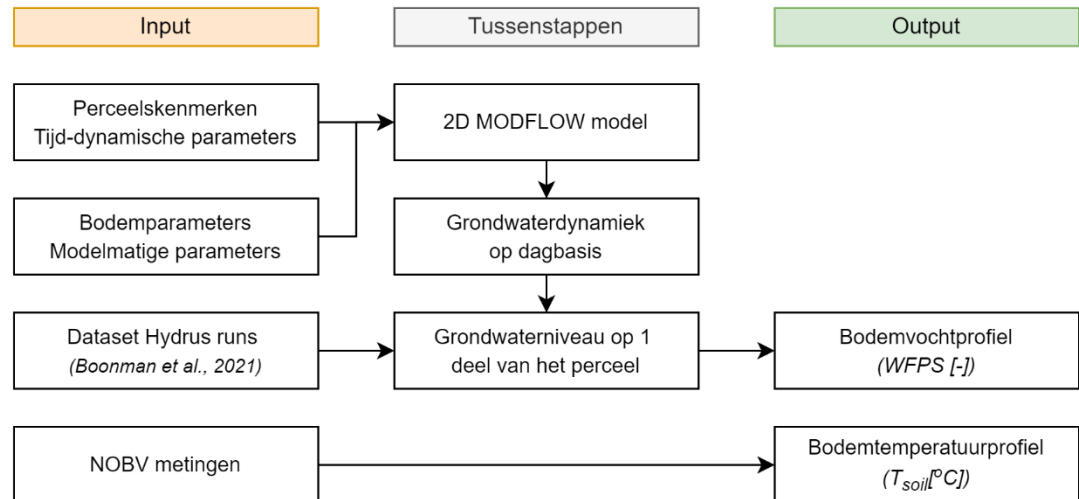 Input
Tussenstappen
Output
Perceelskenmerken
Tijd-dynamische parameters
2D MODFLOW model
Bodemparameters
Modelmatige parameters
Grondwaterdynamiek
op dagbasis
Dataset Hydrus runs
(Boonman et al., 2021)
Grondwaterniveau op 1
deel van het perceel
Bodemvochtprofiel
(WFPS [-])
NOBV metingen
Bodemtemperatuurprofiel
(Tsoil[°C])